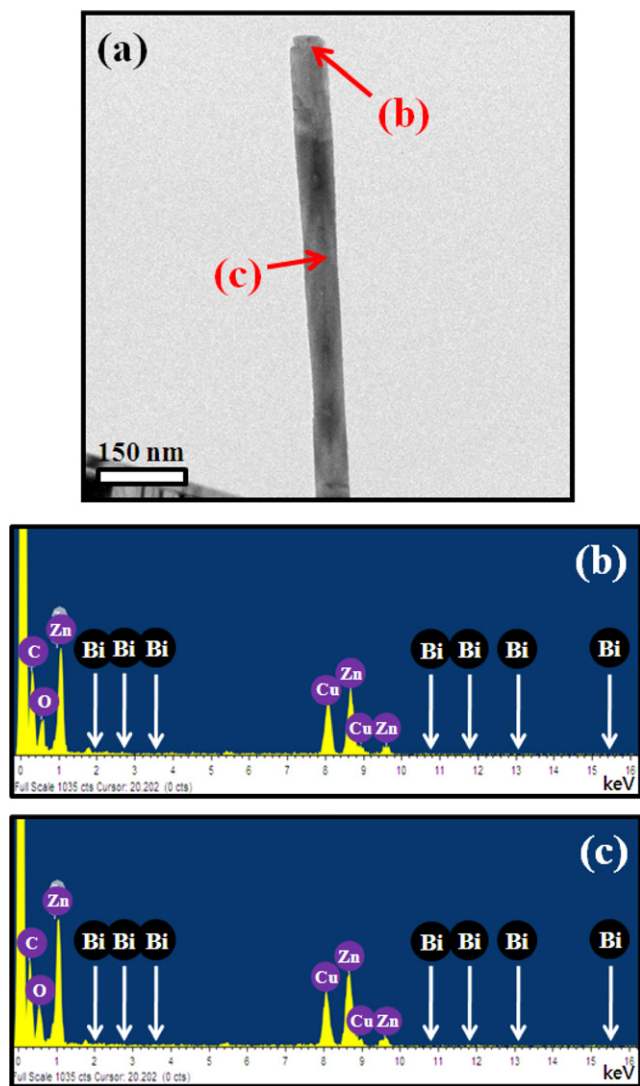 (a)
(b)
(c)
150 nm
(b)
Zn
C
O
Bi Bi Bi
Zn
Cu
Cu Zn
Bi Bi Bi Bi
0 1 2 3 4 5 6 7 8 9 10 11 12 13 14 15 16
Full Scale 1035 cts Cursor: 20.202 (0 cts)
keV
(c)
Zn
C
O
Bi Bi Bi
Zn
Cu
Cu Zn
Bi Bi Bi Bi
0 1 2 3 4 5 6 7 8 9 10 11 12 13 14 15 16
Full Scale 1035 cts Cursor: 20.202 (0 cts)
keV